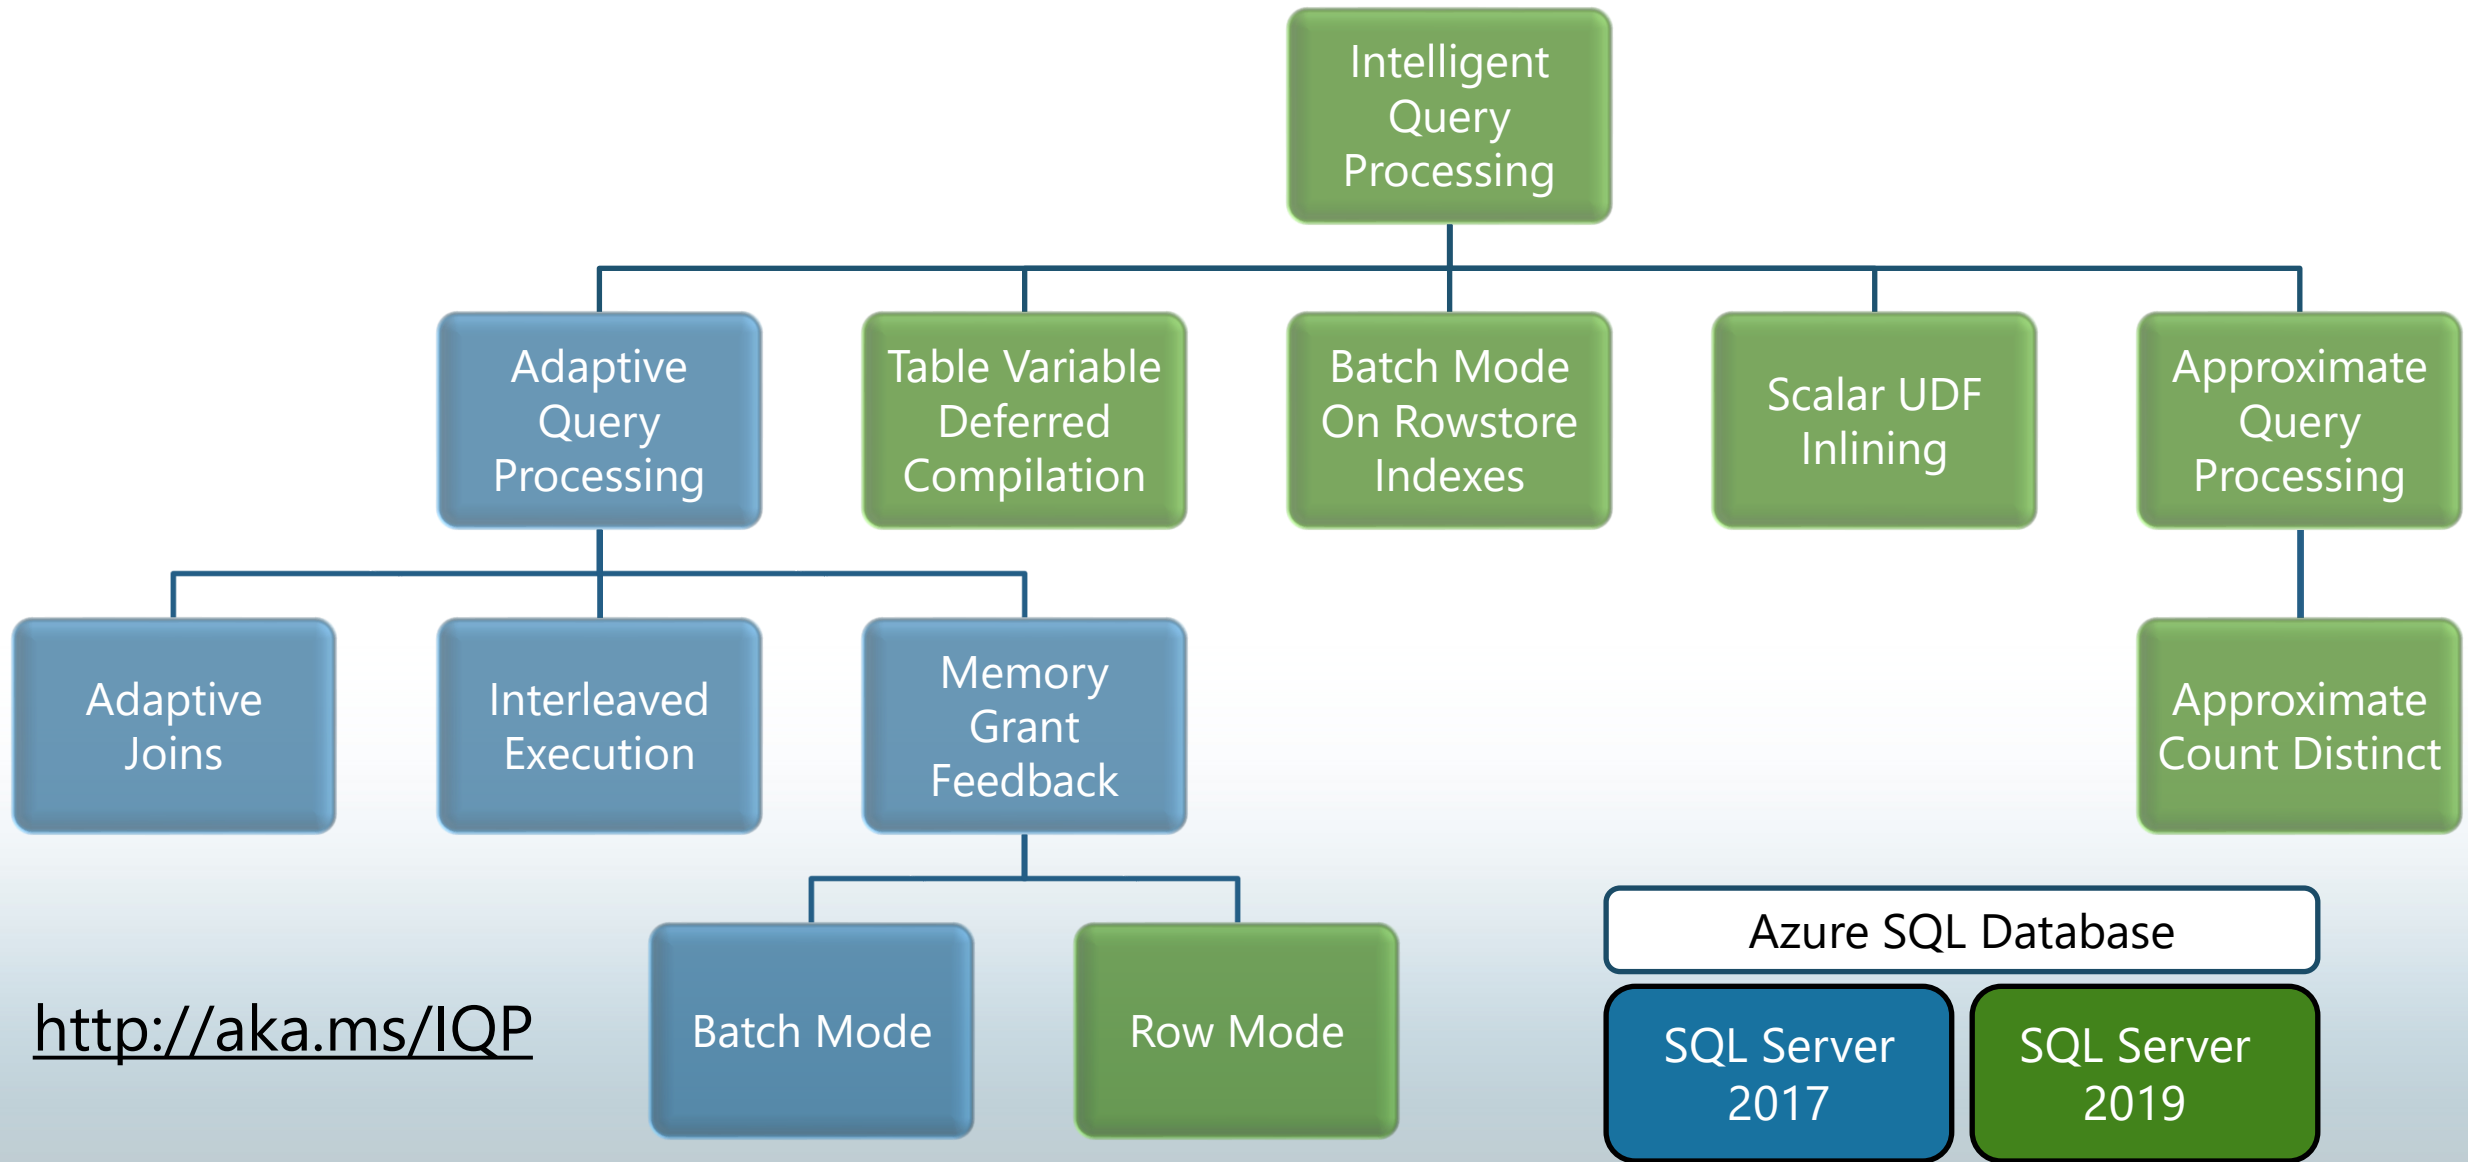 Intelligent
Query
Processing
Adaptive
Query
Processing
Table Variable
Deferred
Compilation
Batch Mode
On Rowstore
Indexes
Scalar UDF
Inlining
Approximate
Query
Processing
Adaptive
Joins
Interleaved
Execution
Memory
Grant
Feedback
Approximate
Count Distinct
Batch Mode
Row Mode
http://aka.ms/IQP
Azure SQL Database
SQL Server
2017
SQL Server
2019